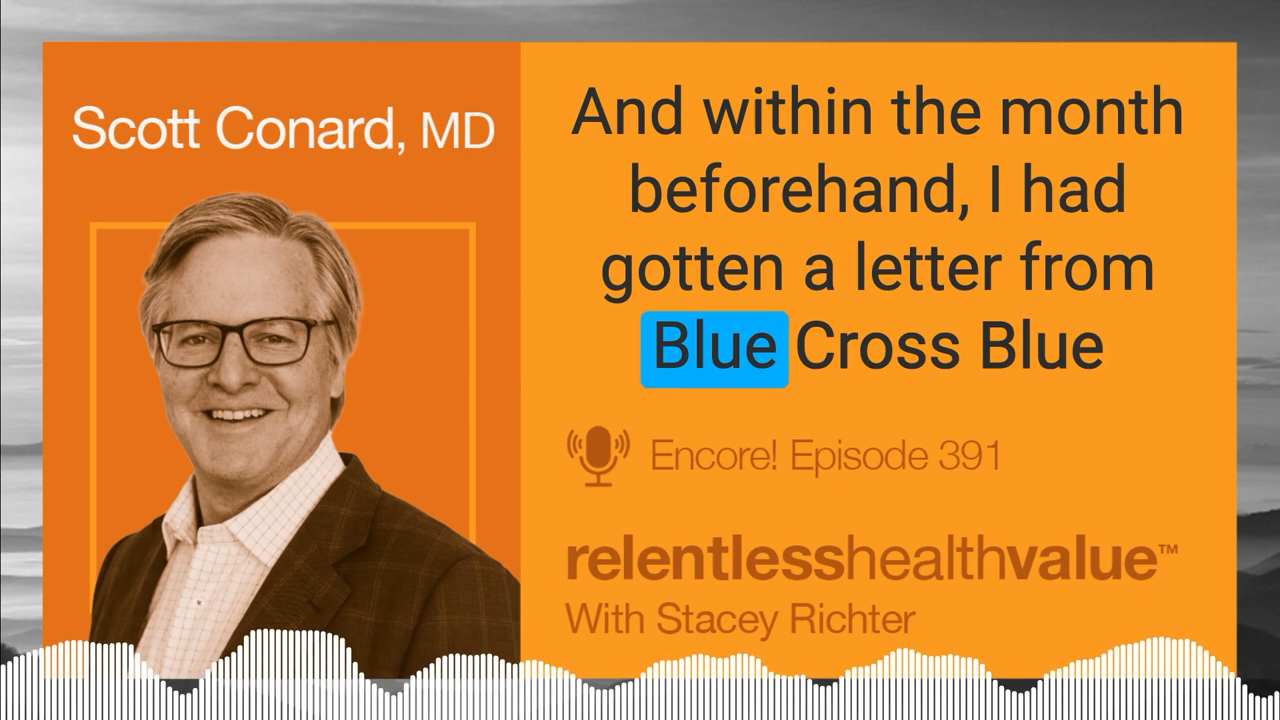 Scott Conard, MD
And within the month
beforehand, I had
gotten a letter from
Blue Cross Blue
Encore! Episode 391
relentlesshealthvalue™
With Stacey Richter